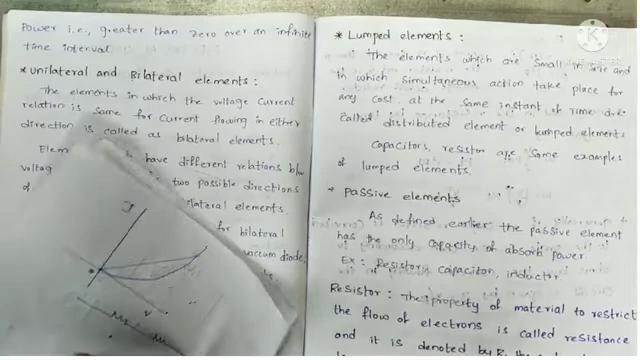 Power i.e., greater than zero over an infinite
time interval
* Unilateral and Bilateral elements:
The elements in which the voltage current
relation is same for current flowing in either
direction is called as bilateral elements.
Elem have different relations b/w
voltag two possible directions
of ilateral elements.
for bilateral
vaccum diode,
I
0
V
* Lumped elements:
The elements which are small in size and
in which simultaneous action take place for
any cost at the same instant of time are
called distributed element or lumped elements
Capacitors, resistor are some examples
of lumped elements.
* Passive elements
As defined earlier the passive element
has the only capacity of absorb power
Ex: Resistor, capacitor, inductor
Resistor: The property of material to restrict
the flow of electrons is called resistance
and it is denoted by R.